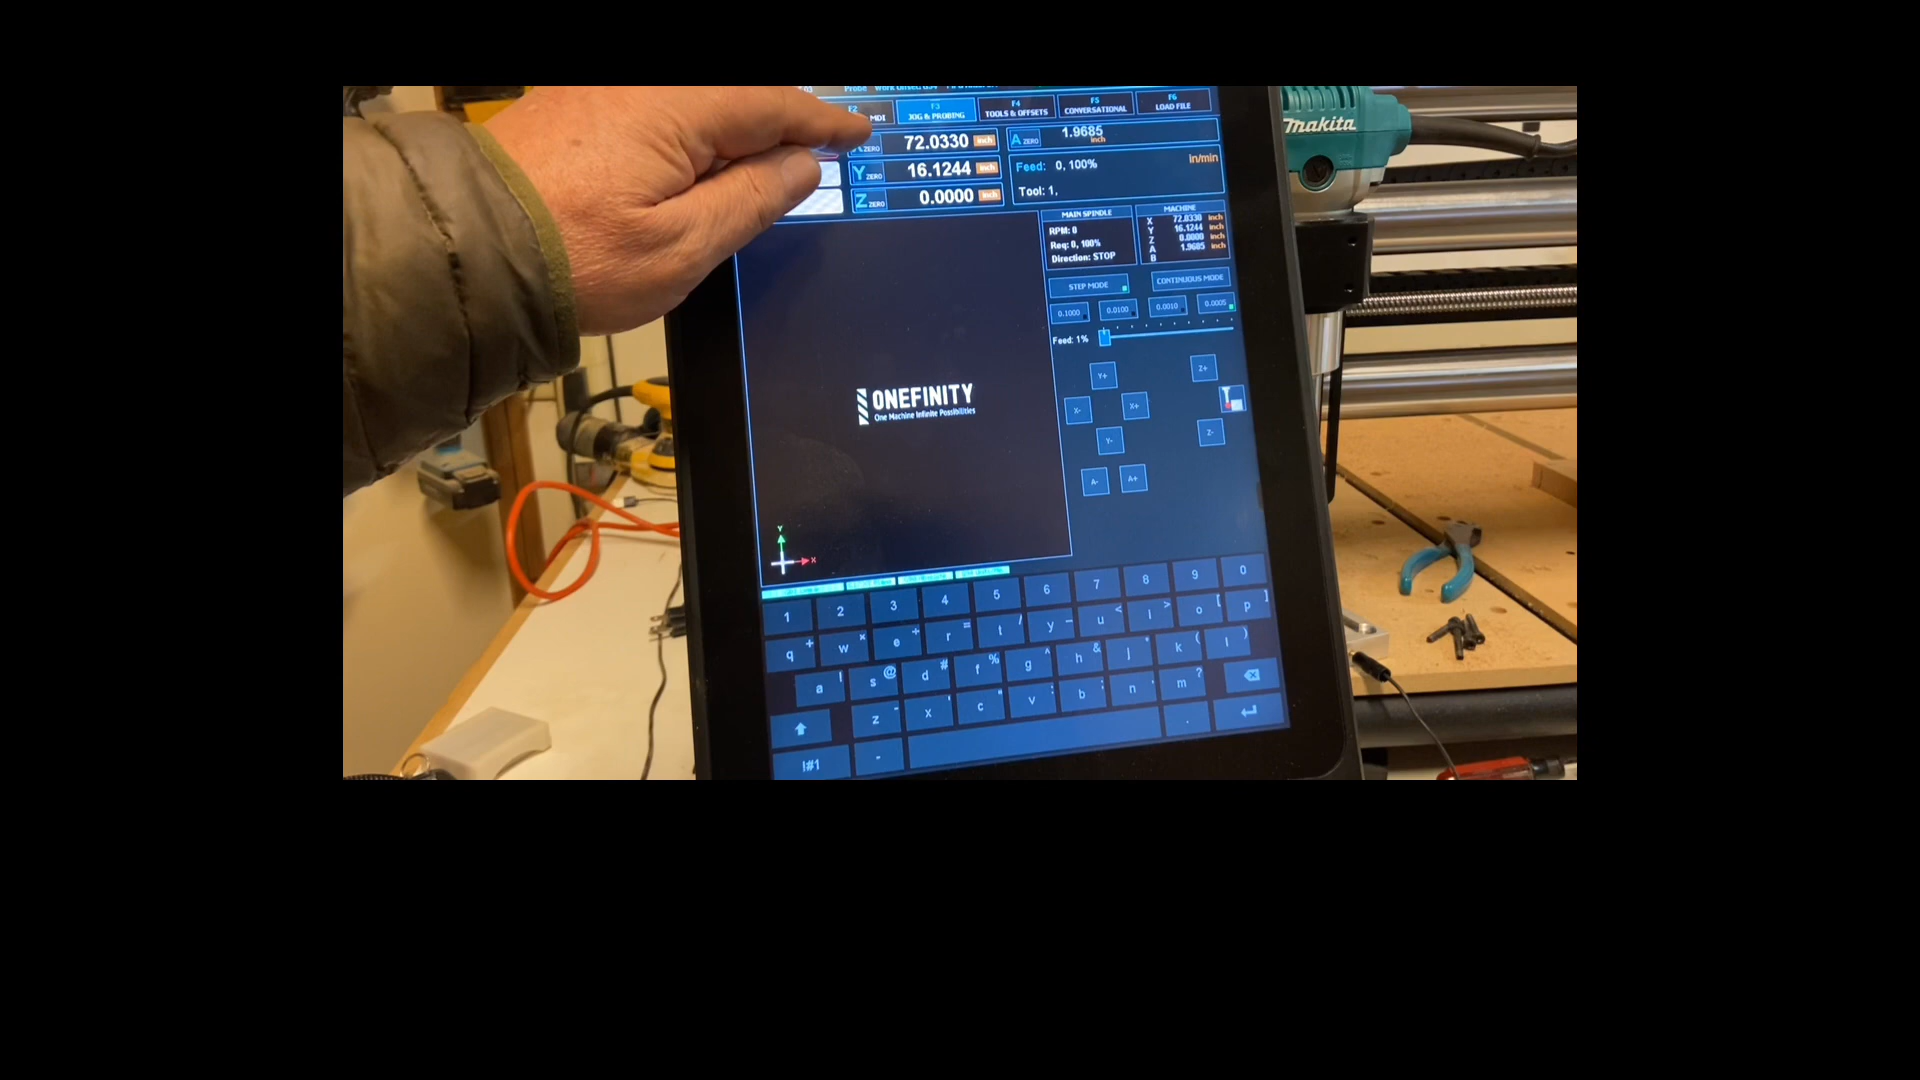 F2 F3 F4 F5 F6
MDI JOG & PROBING TOOLS & OFFSETS CONVERSATIONAL LOAD FILE
ZERO 72.0330 inch
A ZERO 1.9685 inch
Y ZERO 16.1244 inch
Z ZERO 0.0000 inch
Feed: 0, 100% in/min
Tool: 1,
MAIN SPINDLE
RPM: 0
Req: 0, 100%
Direction: STOP
MACHINE
X 72.0330 inch
Y 16.1244 inch
Z 0.0000 inch
A 1.9685 inch
B
STEP MODE CONTINUOUS MODE
0.1000 0.0100 0.0010 0.0005
Feed: 1%
Y+ Z+
X- X+
Y- Z-
A- A+
ONEFINITY
One Machine Infinite Possibilities
Y
X
1 2 3 4 5 6 7 8 9 0
q + w × e + r = t / y _ u < i > o [ p ]
a ! s @ d # f % g ^ h & j * k ( l )
z - x ' c " v : b ; n , m ?
!#1 - .
makita